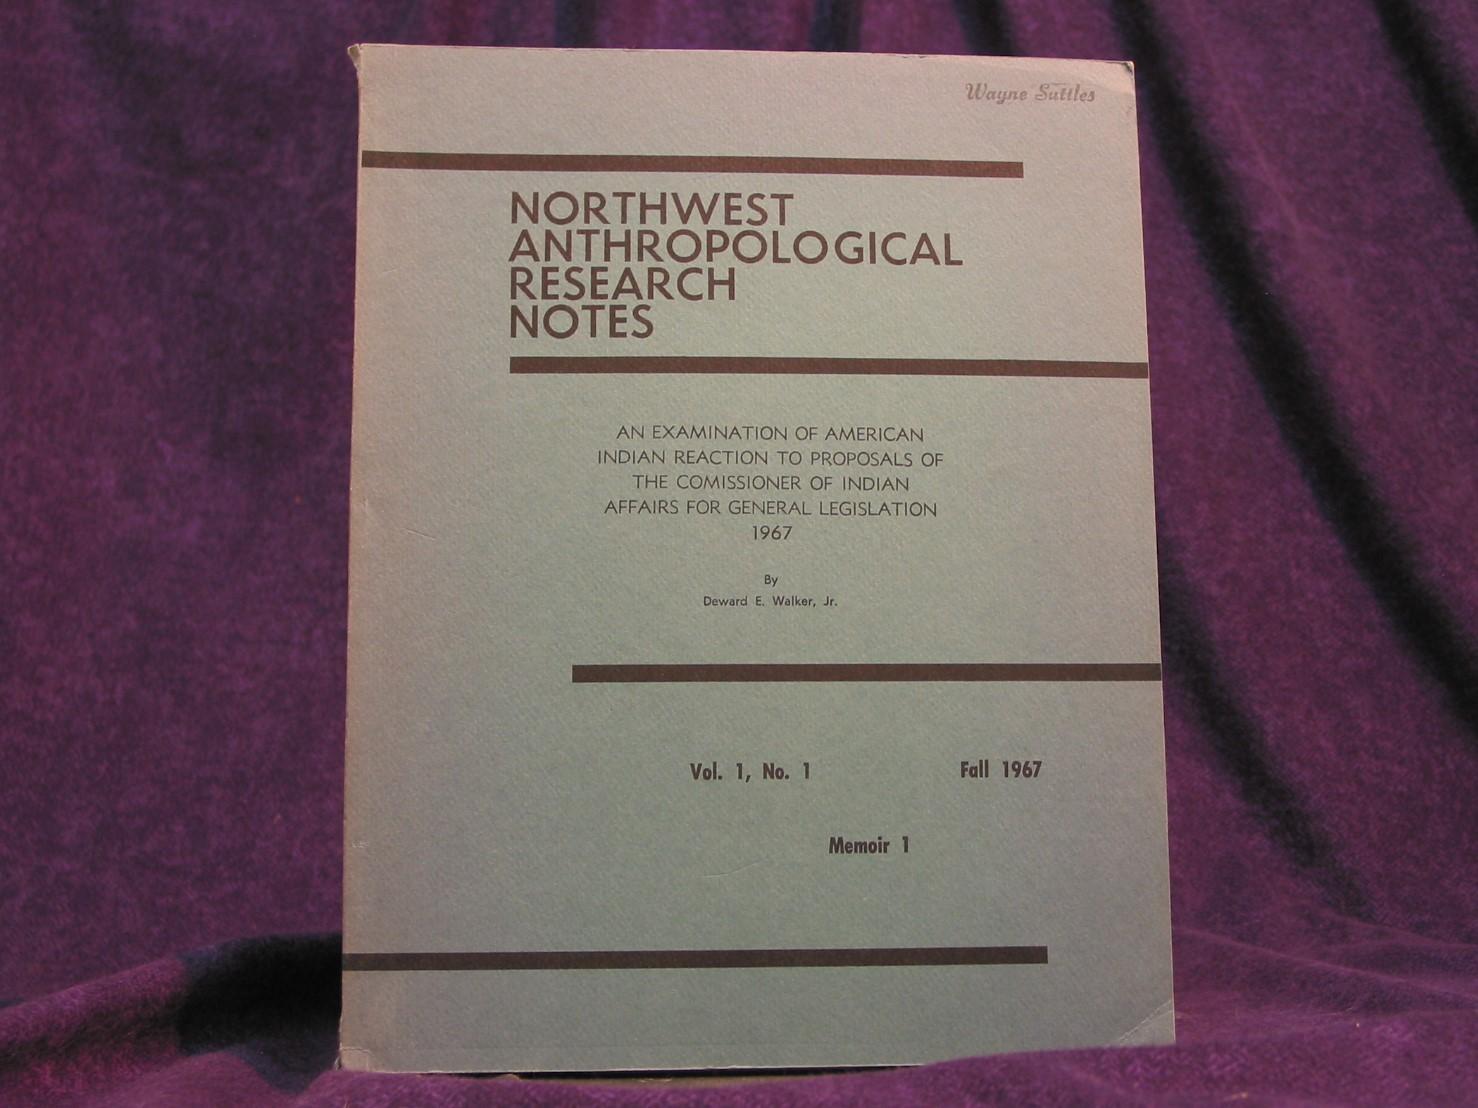 Wayne Suttles
NORTHWEST
ANTHROPOLOGICAL
RESEARCH
NOTES
AN EXAMINATION OF AMERICAN
INDIAN REACTION TO PROPOSALS OF
THE COMISSIONER OF INDIAN
AFFAIRS FOR GENERAL LEGISLATION
1967
By
Deward E. Walker, Jr.
Vol. 1, No. 1 Fall 1967
Memoir 1